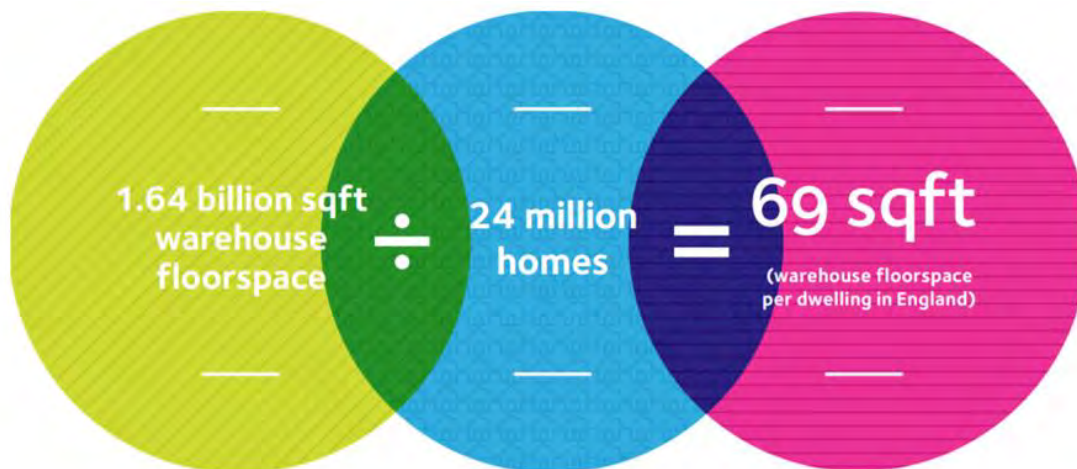 1.64 billion sqft
warehouse
floorspace
÷
24 million
homes
=
69 sqft
(warehouse floorspace
per dwelling in England)